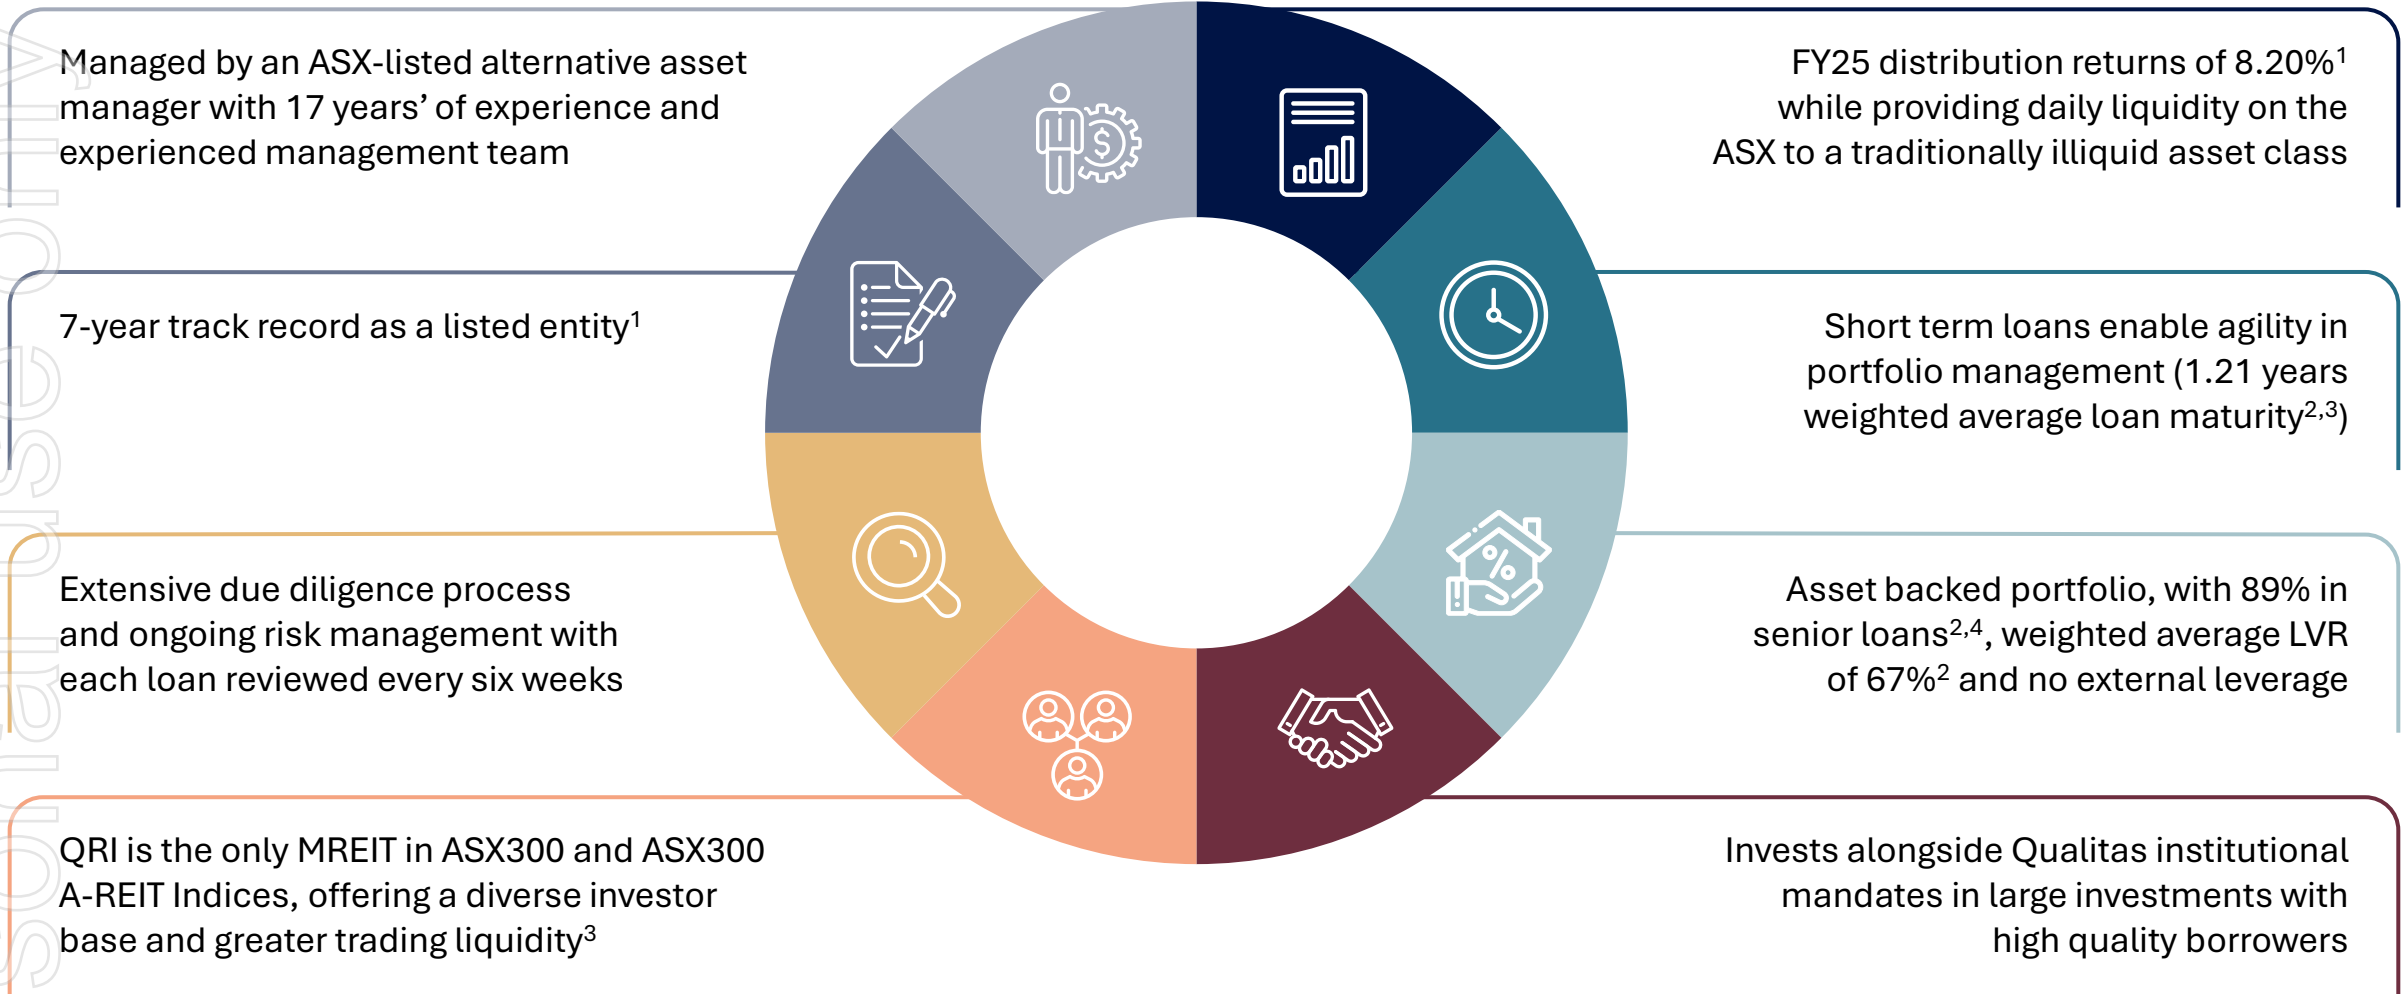 Managed by an ASX-listed alternative asset
manager with 17 years’ of experience and
experienced management team
7-year track record as a listed entity1
Extensive due diligence process
and ongoing risk management with
each loan reviewed every six weeks
QRI is the only MREIT in ASX300 and ASX300
A-REIT Indices, offering a diverse investor
base and greater trading liquidity3
FY25 distribution returns of 8.20%1
while providing daily liquidity on the
ASX to a traditionally illiquid asset class
Short term loans enable agility in
portfolio management (1.21 years
weighted average loan maturity2,3)
Asset backed portfolio, with 89% in
senior loans2,4, weighted average LVR
of 67%2 and no external leverage
Invests alongside Qualitas institutional
mandates in large investments with
high quality borrowers
$
%
sonal use only